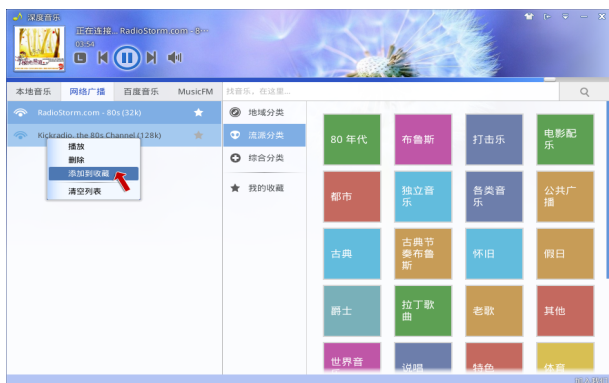 深度音乐
正在连接... RadioStorm.com - 8···
03:54
L
本地音乐 网络广播 百度音乐 MusicFM
找音乐，在这里...
RadioStorm.com - 80s (32k)
Kickradio, the 80s Channel (128k)
播放
删除
添加到收藏
清空列表
地域分类
流派分类
综合分类
我的收藏
80 年代
布鲁斯
打击乐
电影配
乐
都市
独立音
乐
各类音
乐
公共广
播
古典
古典节
奏布鲁
斯
怀旧
假日
爵士
拉丁歌
曲
老歌
其他
世界音
说唱
特色
体育